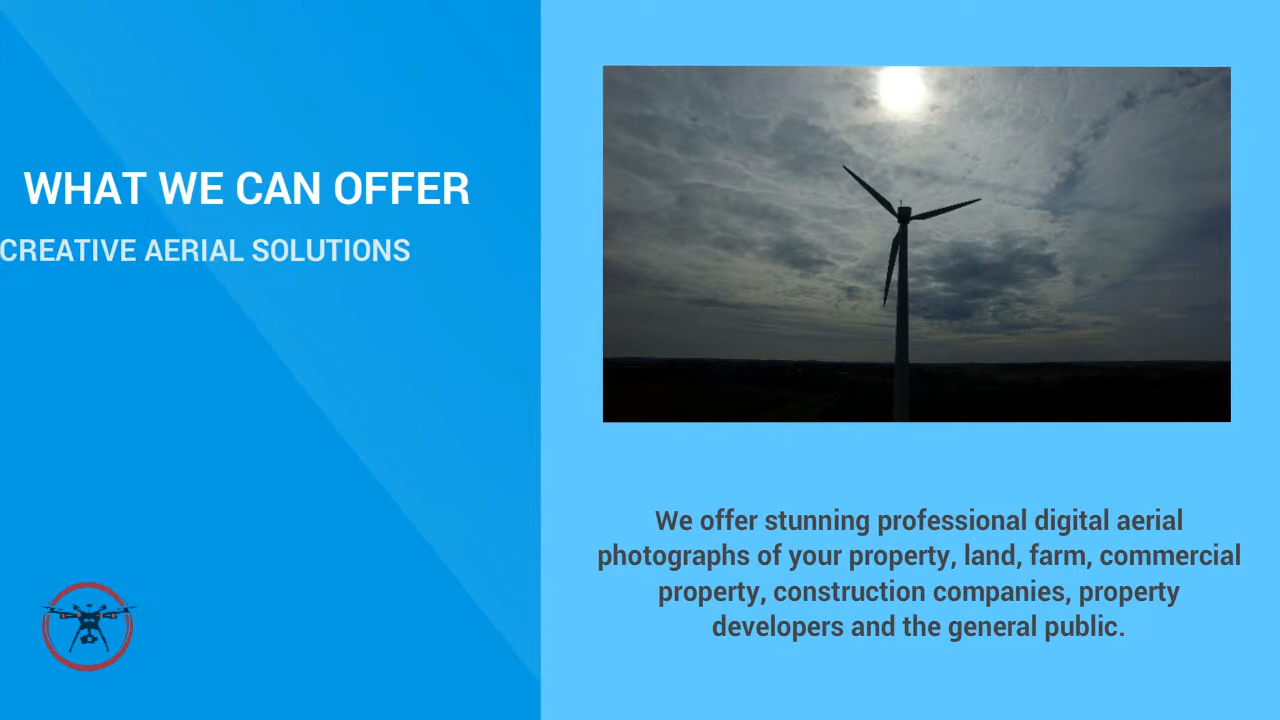 WHAT WE CAN OFFER
CREATIVE AERIAL SOLUTIONS
We offer stunning professional digital aerial
photographs of your property, land, farm, commercial
property, construction companies, property
developers and the general public.